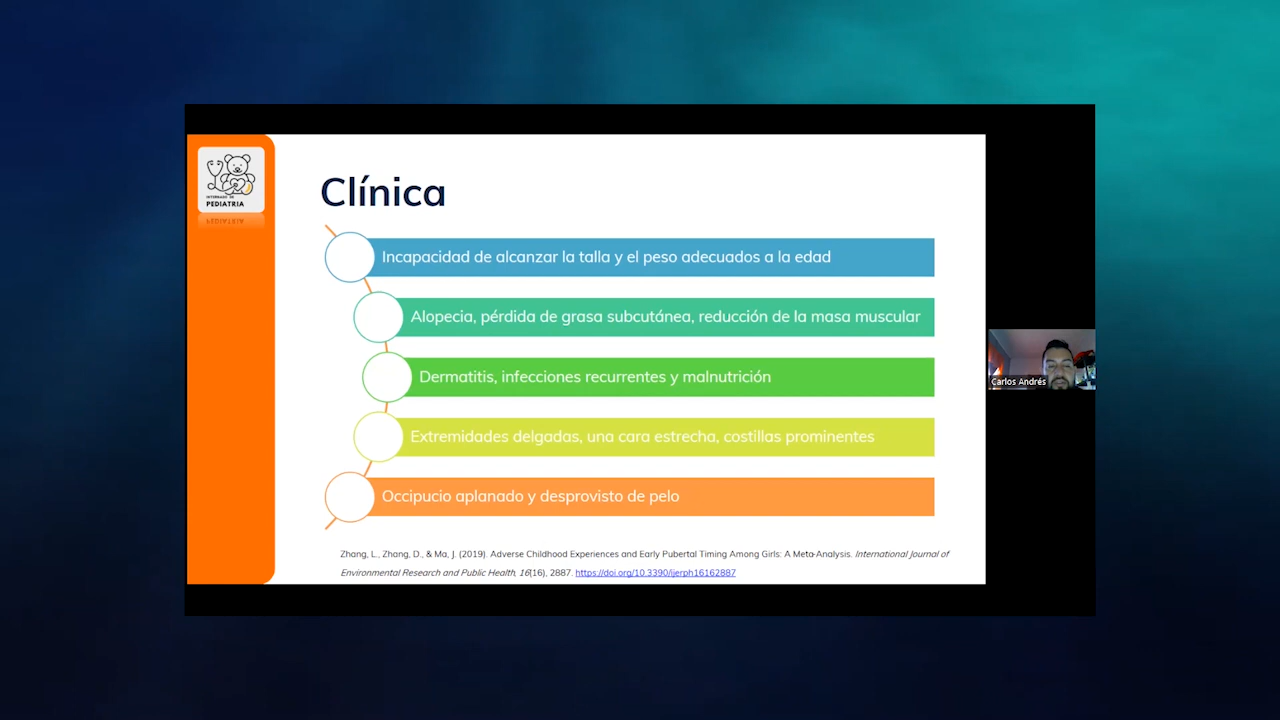 INTERNADO DE
PEDIATRIA
Clínica
Incapacidad de alcanzar la talla y el peso adecuados a la edad
Alopecia, pérdida de grasa subcutánea, reducción de la masa muscular
Dermatitis, infecciones recurrentes y malnutrición
Extremidades delgadas, una cara estrecha, costillas prominentes
Occipucio aplanado y desprovisto de pelo
Zhang, L., Zhang, D., & Ma, J. (2019). Adverse Childhood Experiences and Early Pubertal Timing Among Girls: A Meta-Analysis. International Journal of
Environmental Research and Public Health, 16(16), 2887. https://doi.org/10.3390/ijerph16162887
Carlos Andrés